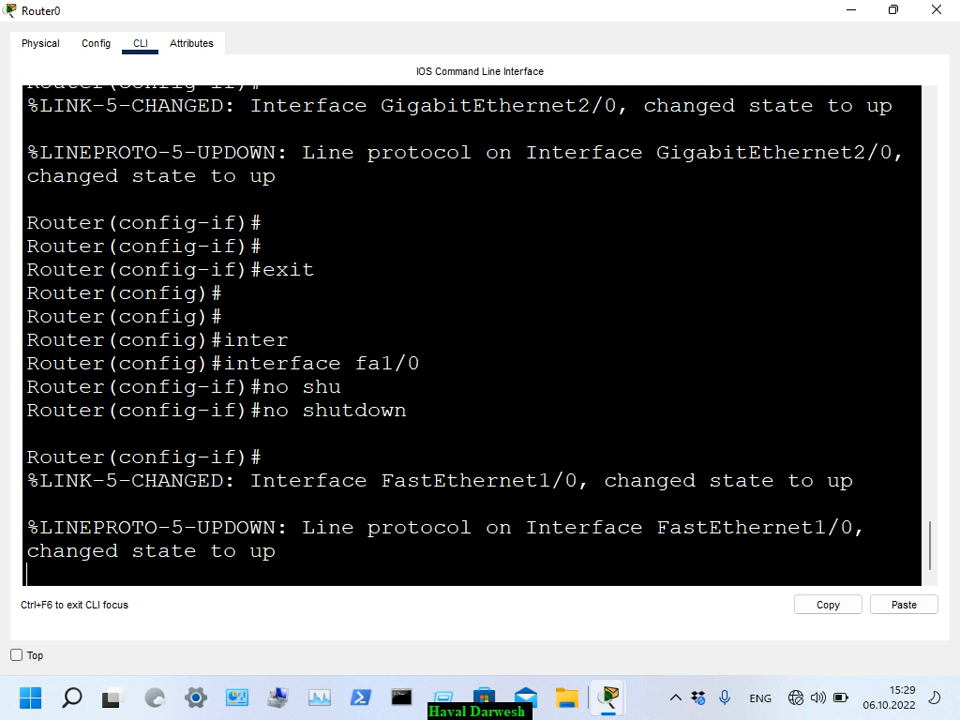 Router0
Physical
Config
CLI
Attributes
IOS Command Line Interface
Router(config-if)#
%LINK-5-CHANGED: Interface GigabitEthernet2/0, changed state to up
%LINEPROTO-5-UPDOWN: Line protocol on Interface GigabitEthernet2/0,
changed state to up
Router(config-if)#
Router(config-if)#
Router(config-if)#exit
Router(config)#
Router(config)#
Router(config)#inter
Router(config)#interface fa1/0
Router(config-if)#no shu
Router(config-if)#no shutdown
Router(config-if)#
%LINK-5-CHANGED: Interface FastEthernet1/0, changed state to up
%LINEPROTO-5-UPDOWN: Line protocol on Interface FastEthernet1/0,
changed state to up
Ctrl+F6 to exit CLI focus
Copy
Paste
Top
ENG
15:29
06.10.2022
Haval Darwesh